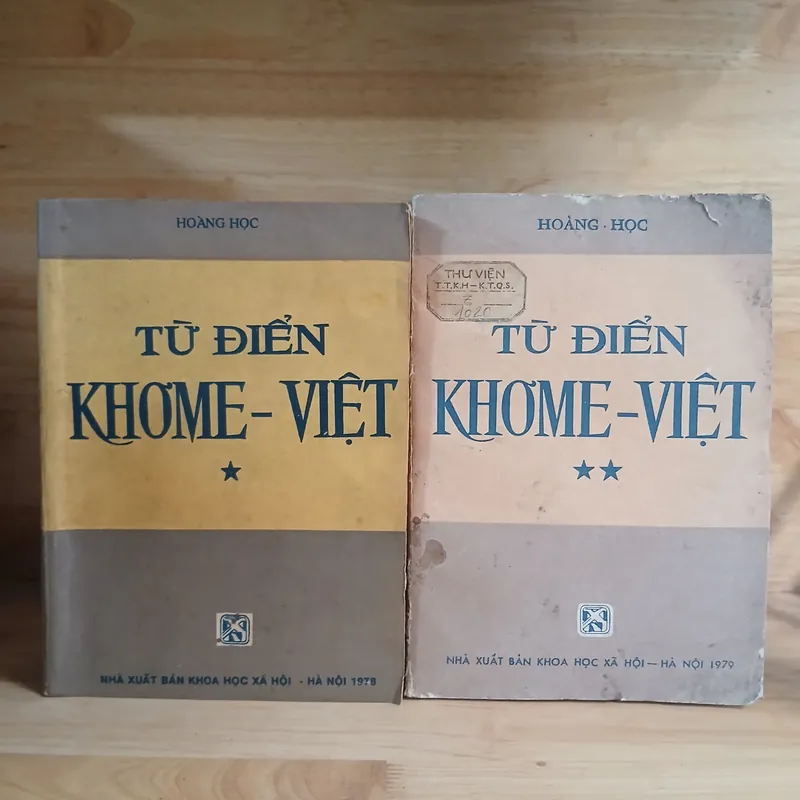 HOÀNG HỌC
TỪ ĐIỂN
KHƠME – VIỆT
★
NHÀ XUẤT BẢN KHOA HỌC XÃ HỘI - HÀ NỘI 1978
HOÀNG · HỌC
THƯ VIỆN
T.T.K.H – K.T.Q.S.
Z
1020
TỪ ĐIỂN
KHƠME – VIỆT
★★
NHÀ XUẤT BẢN KHOA HỌC XÃ HỘI — HÀ NỘI 1979